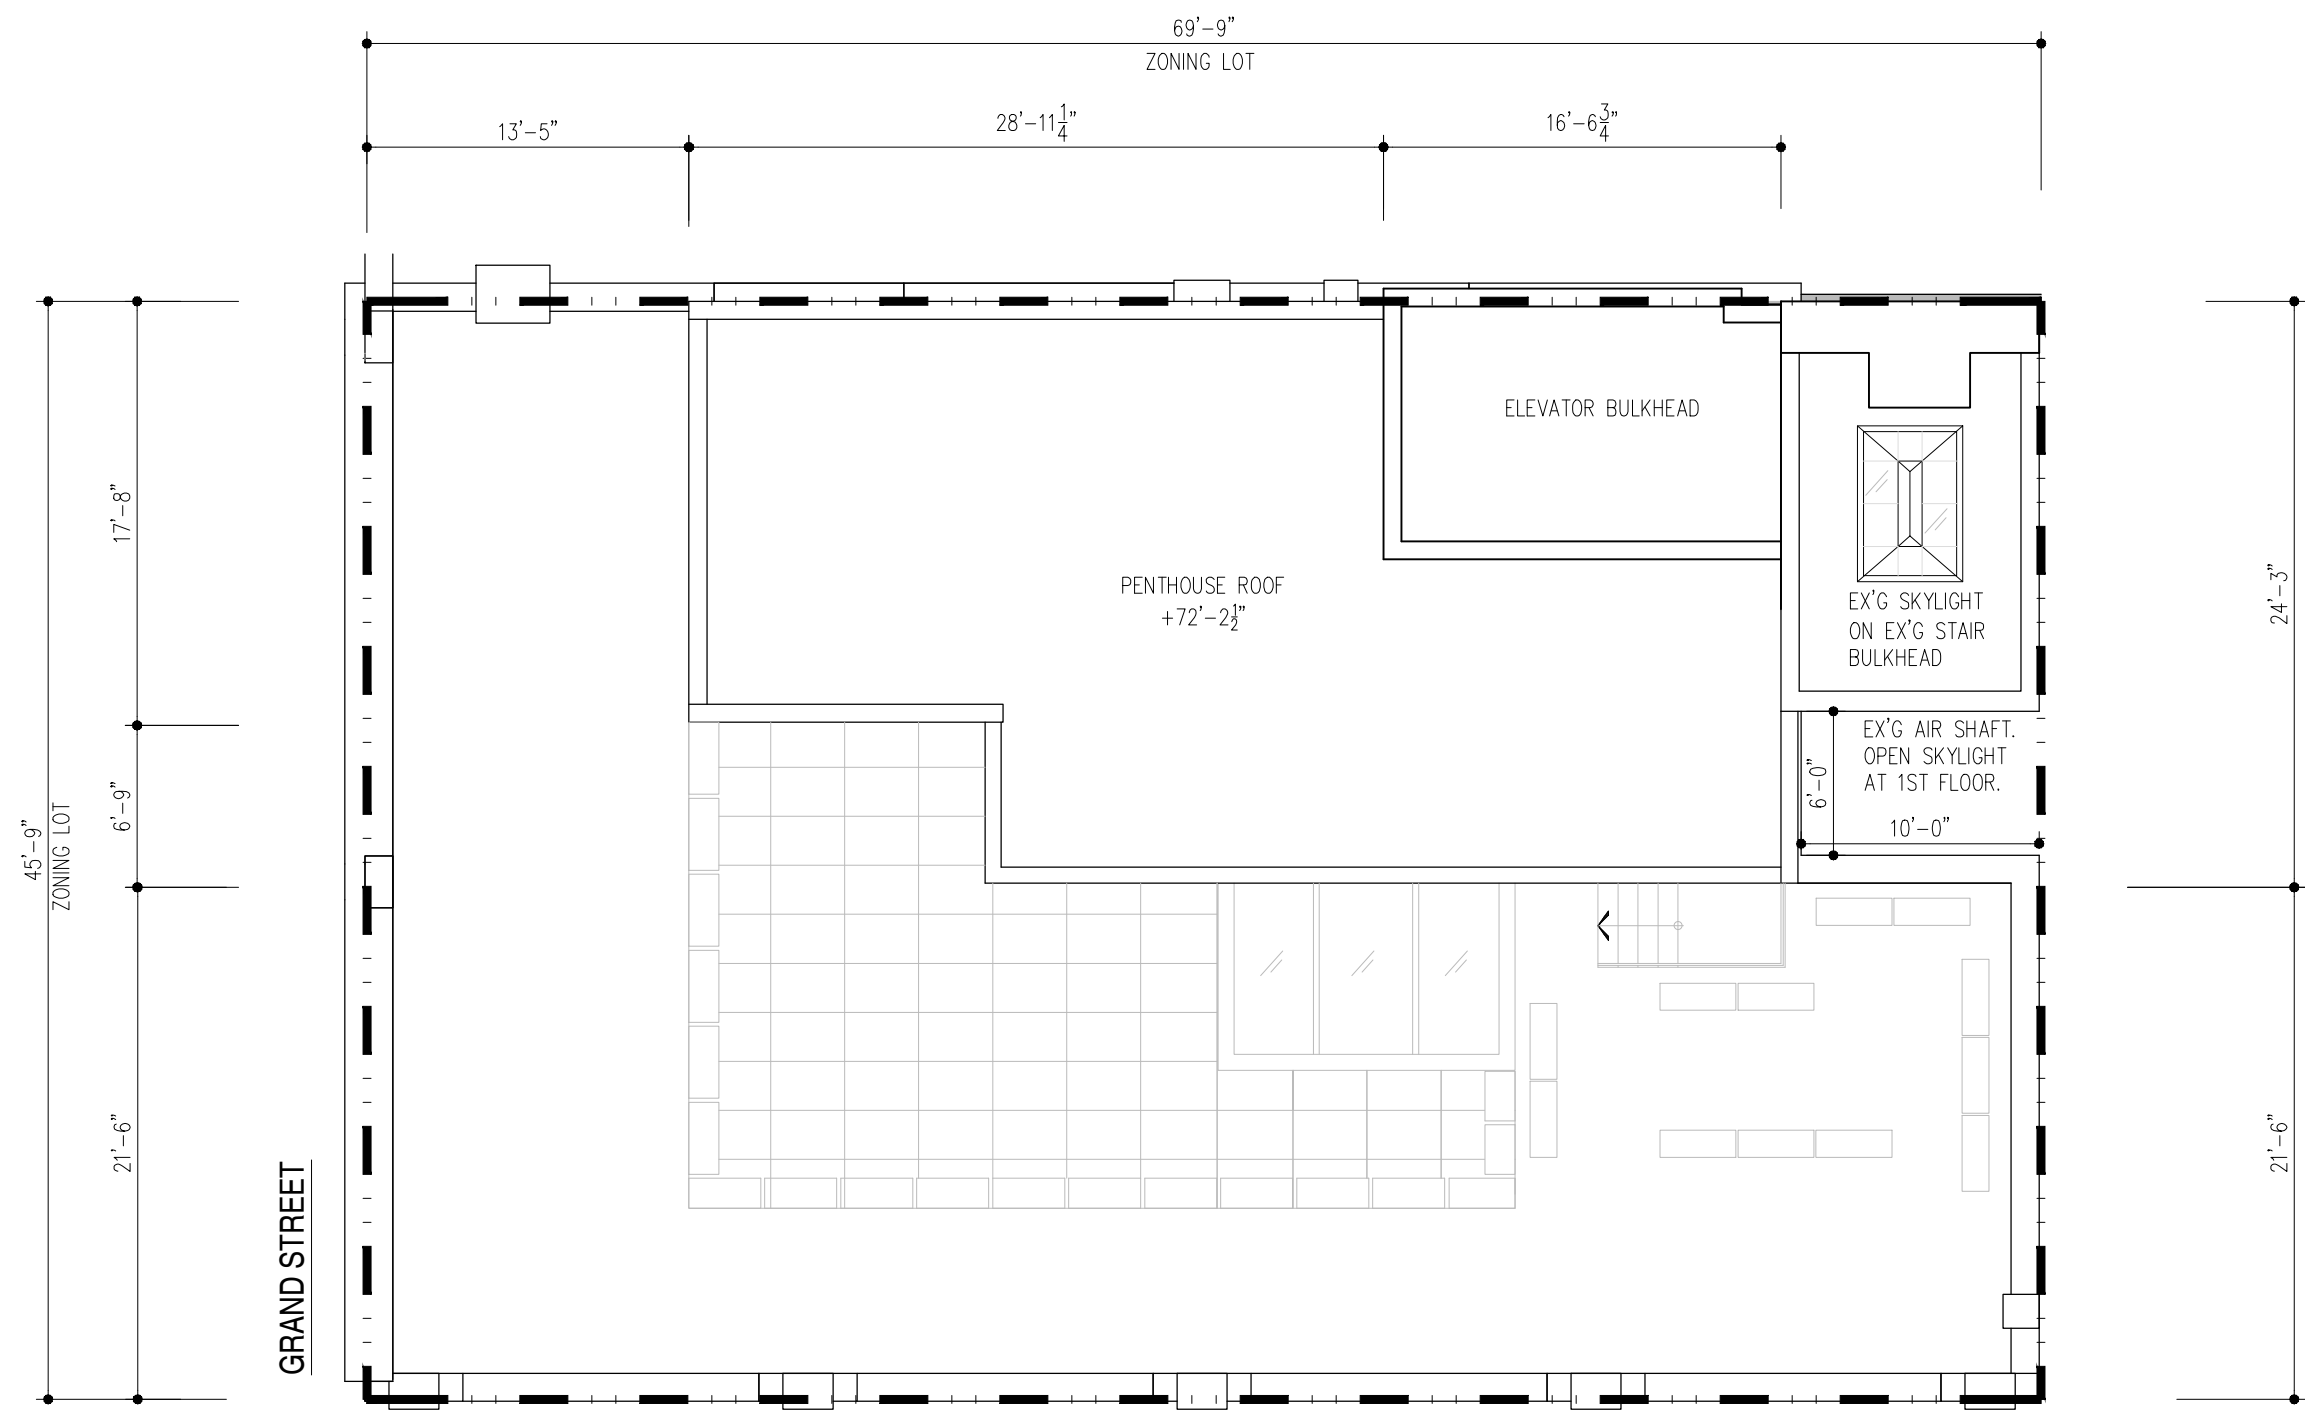 69'-9"
ZONING LOT
13'-5"
28'-11 1/4"
16'-6 3/4"
ELEVATOR BULKHEAD
17'-8"
24'-3"
PENTHOUSE ROOF
+72'-2 1/2"
EX'G SKYLIGHT
ON EX'G STAIR
BULKHEAD
EX'G AIR SHAFT.
OPEN SKYLIGHT
AT 1ST FLOOR.
6'-0"
10'-0"
6'-9"
45'-9"
ZONING LOT
21'-6"
21'-6"
GRAND STREET